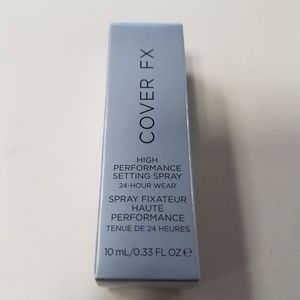 COVER FX
HIGH
PERFORMANCE
SETTING SPRAY
24-HOUR WEAR
SPRAY FIXATEUR
HAUTE
PERFORMANCE
TENUE DE 24 HEURES
10 mL/0.33 FL OZ℮